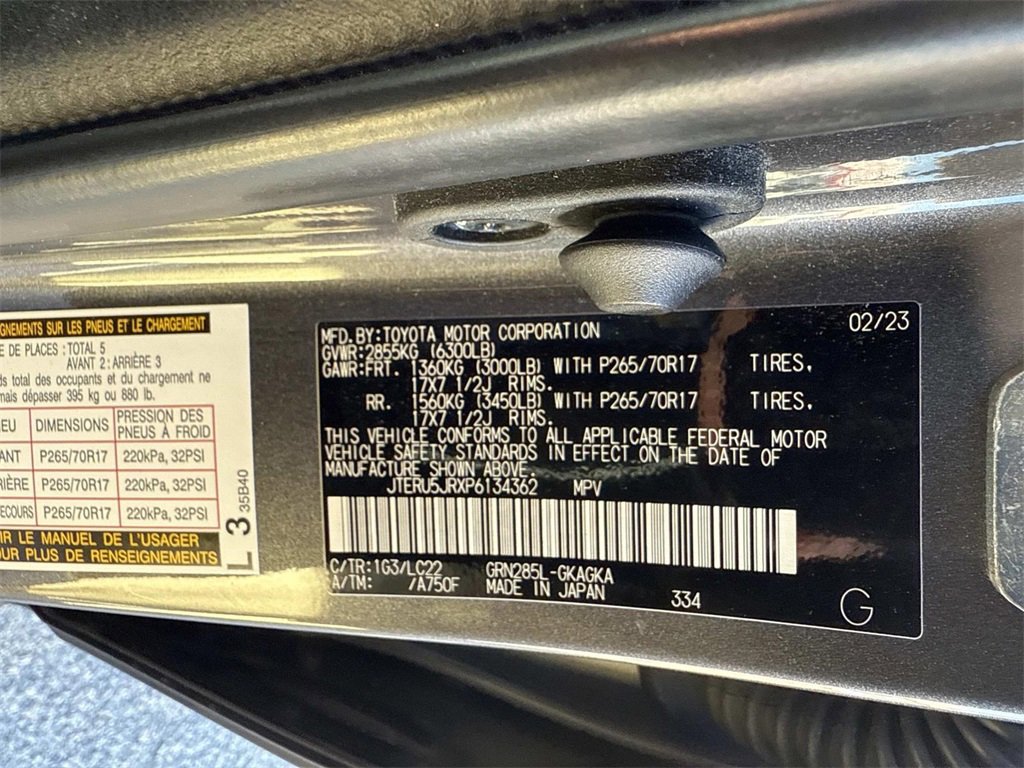 GNEMENTS SUR LES PNEUS ET LE CHARGEMENT
E DE PLACES : TOTAL 5
AVANT 2 : ARRIÈRE 3
ds total des occupants et du chargement ne
mais dépasser 395 kg ou 880 lb.
EU DIMENSIONS PRESSION DES PNEUS À FROID
ANT P265/70R17 220kPa, 32PSI
RIÈRE P265/70R17 220kPa, 32PSI
ECOURS P265/70R17 220kPa, 32PSI
IR LE MANUEL DE L'USAGER
OUR PLUS DE RENSEIGNEMENTS
L 3 35B40
MFD. BY: TOYOTA MOTOR CORPORATION 02/23
GVWR: 2855KG (6300LB)
GAWR: FRT. 1360KG (3000LB) WITH P265/70R17 TIRES,
17X7 1/2J RIMS.
RR. 1560KG (3450LB) WITH P265/70R17 TIRES,
17X7 1/2J RIMS.
THIS VEHICLE CONFORMS TO ALL APPLICABLE FEDERAL MOTOR
VEHICLE SAFETY STANDARDS IN EFFECT ON THE DATE OF
MANUFACTURE SHOWN ABOVE.
JTERU5JRXP6134362 MPV
C/TR: 1G3/LC22 GRN285L-GKAGKA
A/TM: /A750F MADE IN JAPAN 334 G